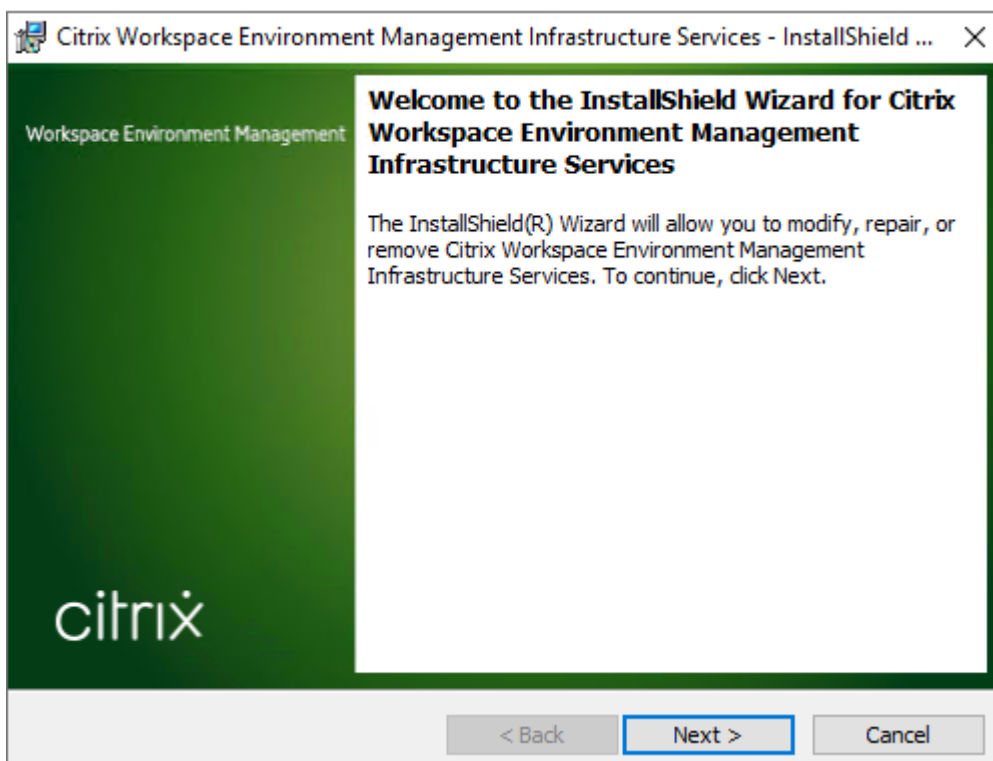 Citrix Workspace Environment Management Infrastructure Services - InstallShield ...
Workspace Environment Management
Welcome to the InstallShield Wizard for Citrix
Workspace Environment Management
Infrastructure Services
The InstallShield(R) Wizard will allow you to modify, repair, or
remove Citrix Workspace Environment Management
Infrastructure Services. To continue, click Next.
citrix
< Back
Next >
Cancel